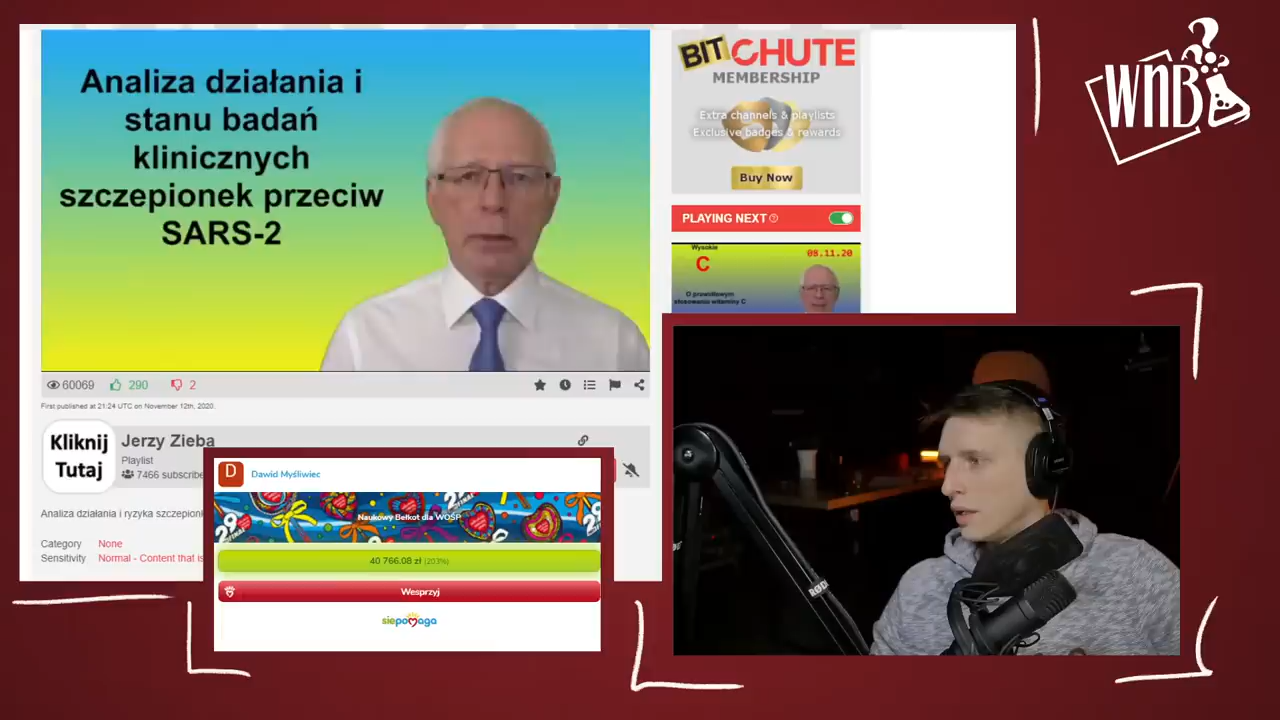 Analiza działania i
stanu badań
klinicznych
szczepionek przeciw
SARS-2
BITCHUTE
MEMBERSHIP
Extra channels & playlists
Exclusive badges & rewards
Buy Now
PLAYING NEXT
Wysokie
C
08.11.20
O prawidłowym
stosowaniu witaminy C
60069 290 2
First published at 21:24 UTC on November 12th, 2020.
Kliknij
Tutaj
Jerzy Zieba
Playlist
7466 subscribe
Analiza działania i ryzyka szczepionk
Category None
Sensitivity Normal - Content that is
D
Dawid Myśliwiec
Naukowy Bełkot dla WOŚP
40 766.08 zł (203%)
Wesprzyj
siepomaga
WNB
RØDE